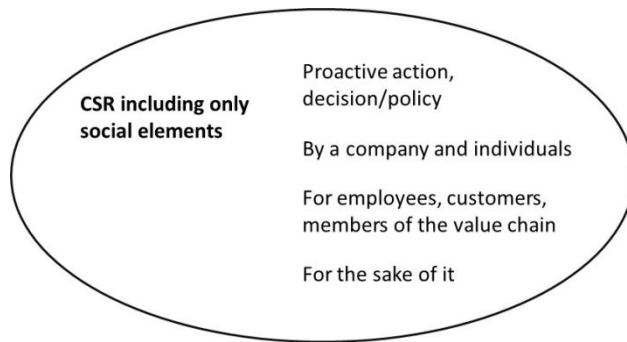 CSR including only
social elements
Proactive action,
decision/policy
By a company and individuals
For employees, customers,
members of the value chain
For the sake of it